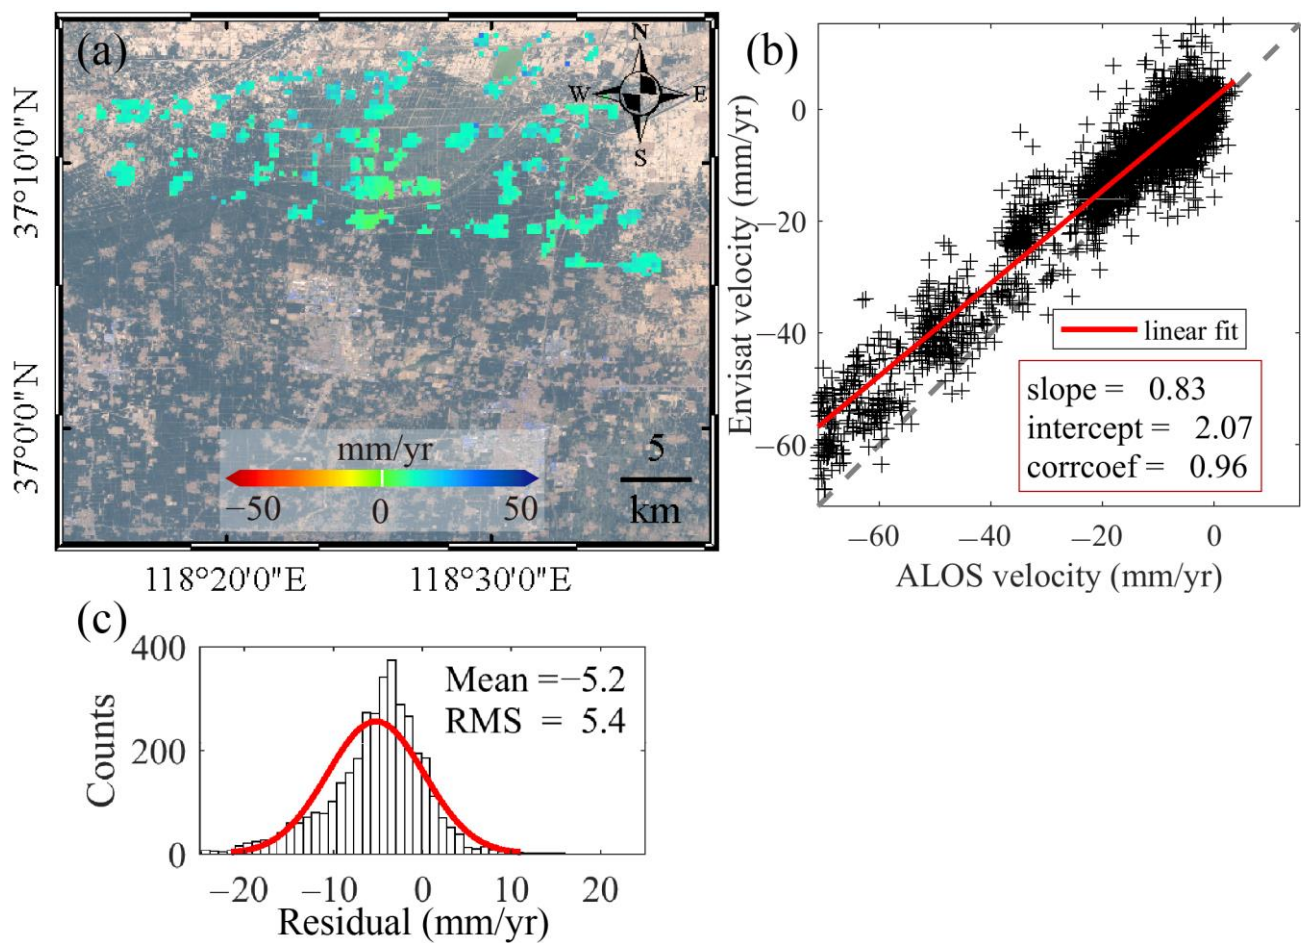 (a)
N
W E
S
37°10'0"N
37°0'0"N
mm/yr
−50 0 50
5
km
118°20'0"E 118°30'0"E
(b)
Envisat velocity (mm/yr)
0
−20
−40
−60
linear fit
slope = 0.83
intercept = 2.07
corrcoef = 0.96
−60 −40 −20 0
ALOS velocity (mm/yr)
(c)
Counts
400
200
0
Mean =−5.2
RMS = 5.4
−20 −10 0 10 20
Residual (mm/yr)